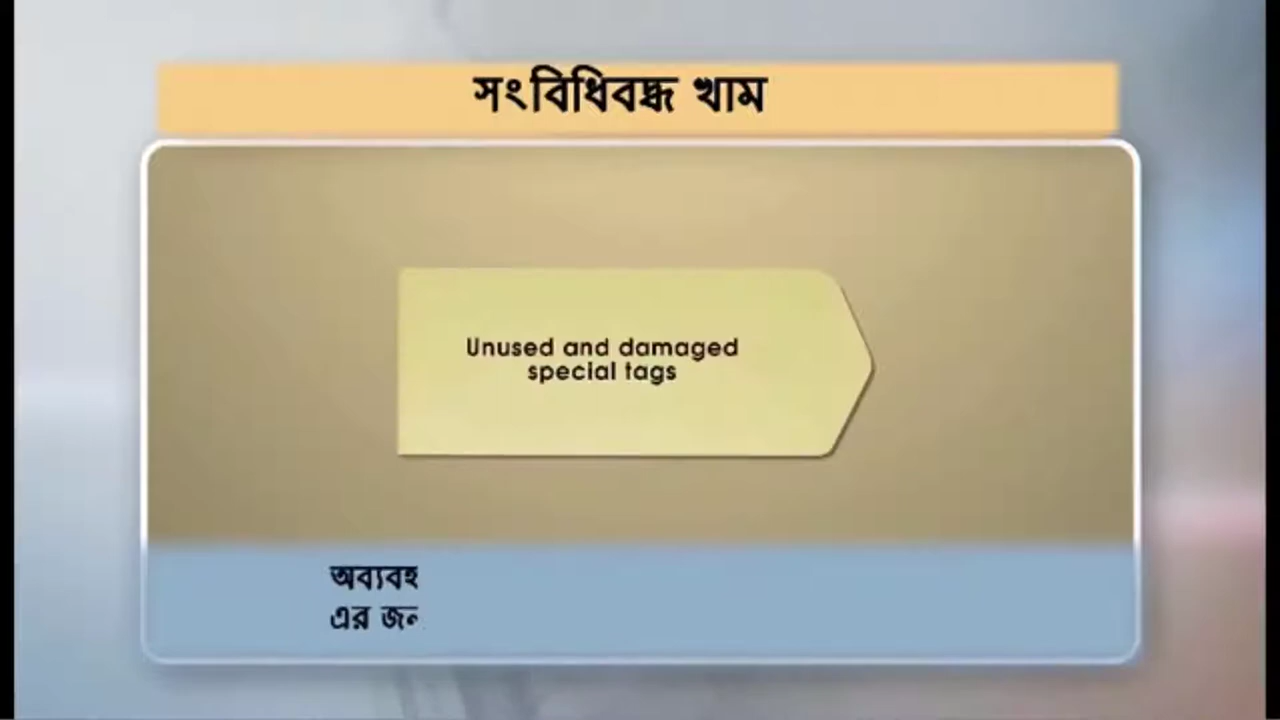 সংবিধিবদ্ধ খাম
Unused and damaged
special tags
অব্যবহ
এর জন